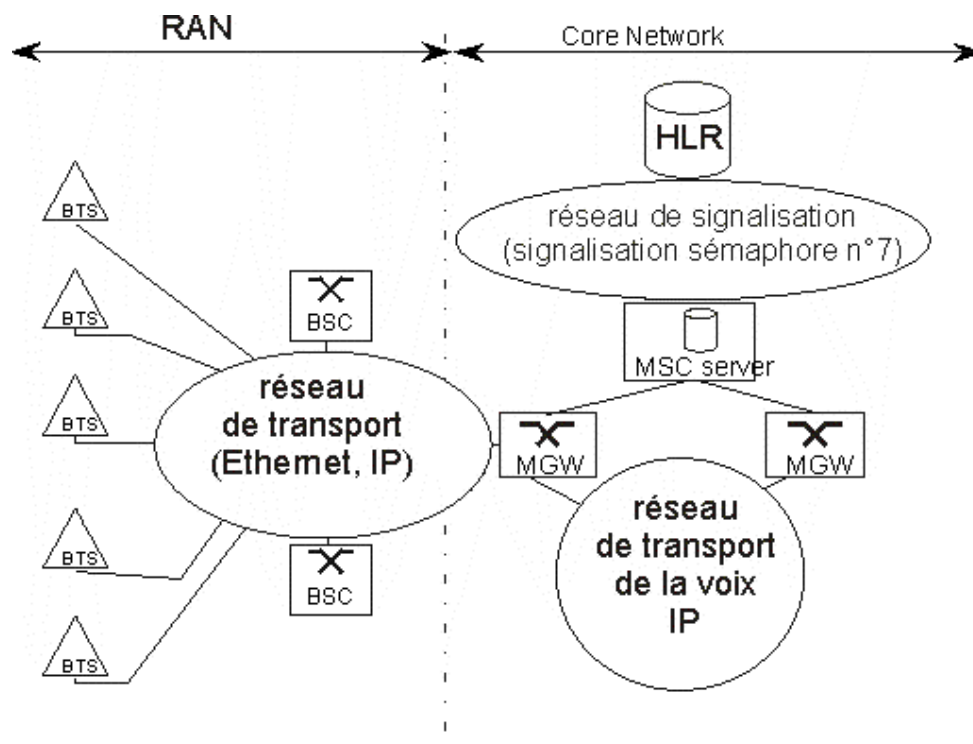 RAN
Core Network
HLR
réseau de signalisation
(signalisation sémaphore n°7)
BTS
BTS
BSC
MSC server
réseau
de transport
(Ethernet, IP)
BTS
MGW
MGW
réseau
de transport
de la voix
IP
BTS
BSC
BTS